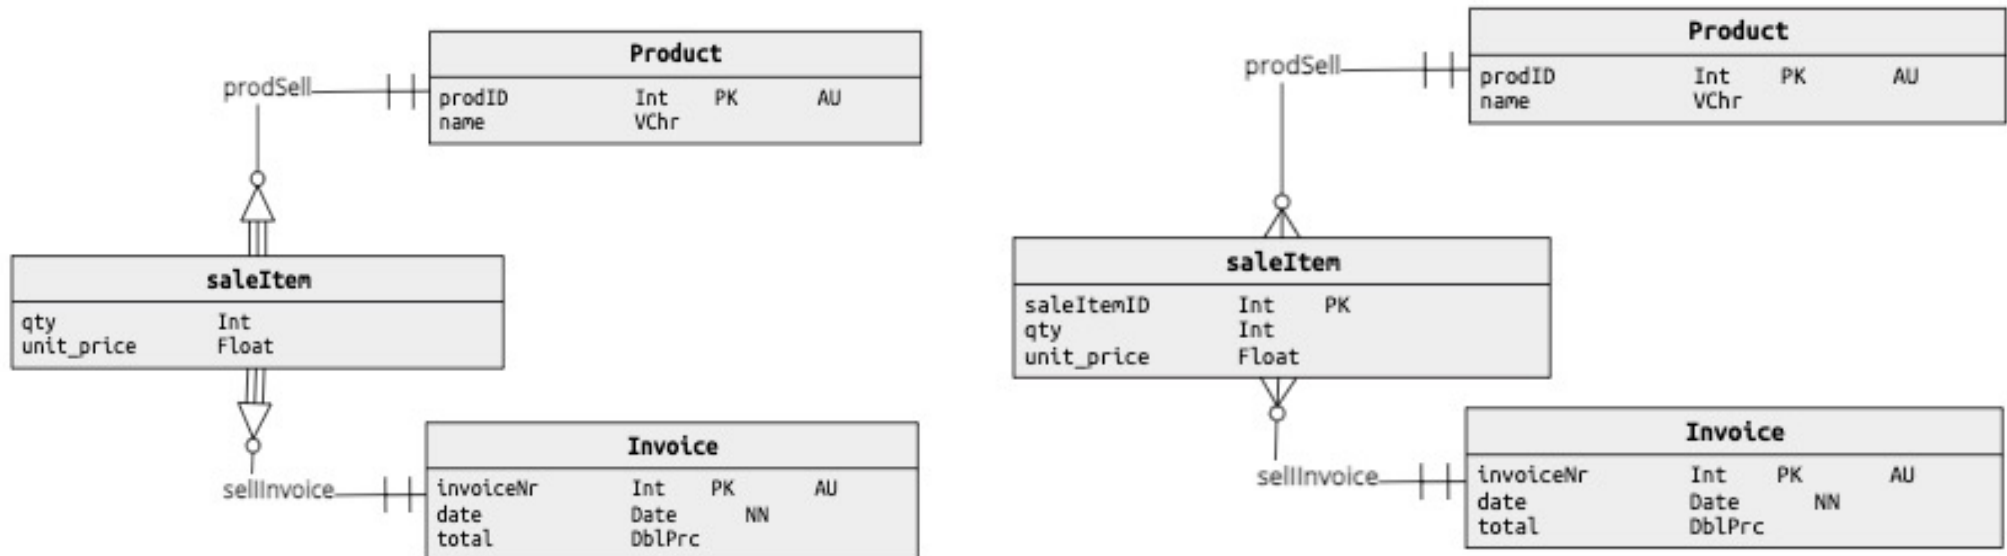 Product
prodSell
prodID Int PK AU
name VChr
saleItem
qty Int
unit_price Float
Invoice
sellInvoice
invoiceNr Int PK AU
date Date NN
total DblPrc
Product
prodSell
prodID Int PK AU
name VChr
saleItem
saleItemID Int PK
qty Int
unit_price Float
Invoice
sellInvoice
invoiceNr Int PK AU
date Date NN
total DblPrc